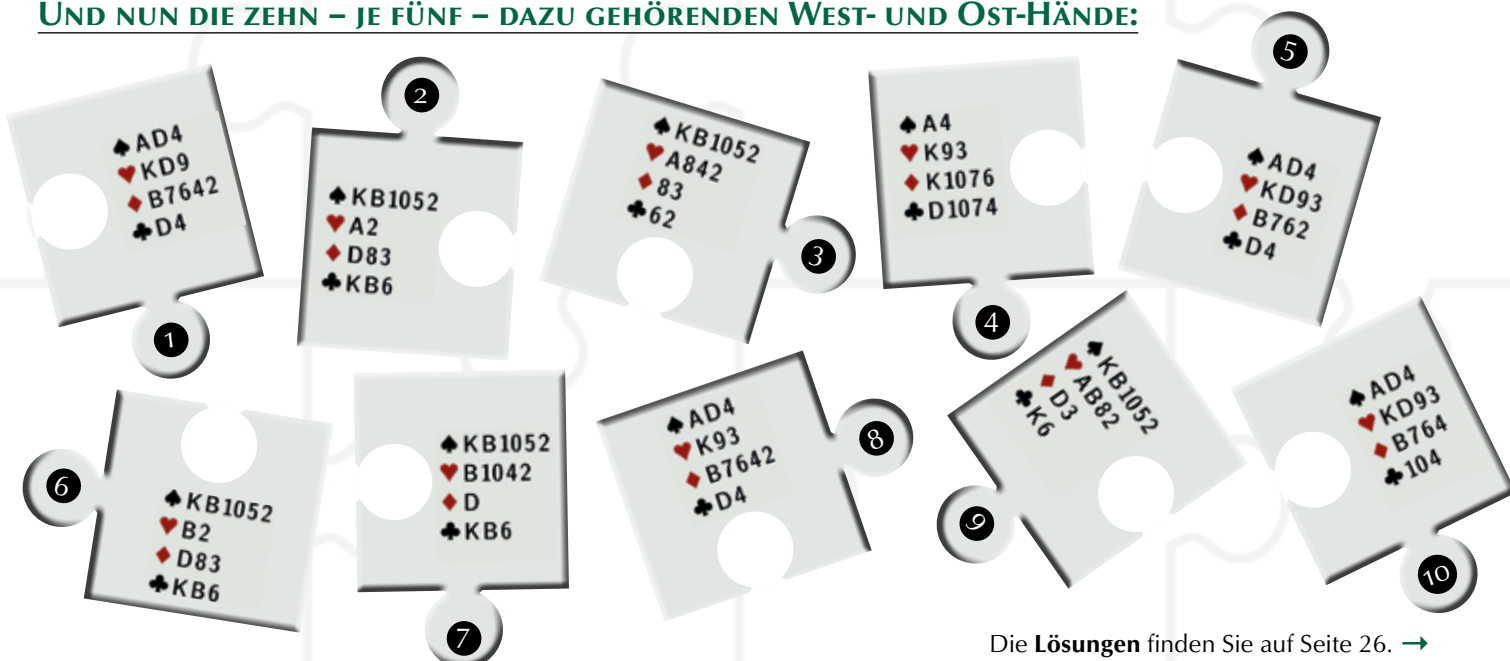 Und nun die zehn – je fünf – dazu gehörenden West- und Ost-Hände:
1
♠ AD4
♥ KD9
♦ B7642
♣ D4
2
♠ KB1052
♥ A2
♦ D83
♣ KB6
3
♠ KB1052
♥ A842
♦ 83
♣ 62
4
♠ A4
♥ K93
♦ K1076
♣ D1074
5
♠ AD4
♥ KD93
♦ B762
♣ D4
6
♠ KB1052
♥ B2
♦ D83
♣ KB6
7
♠ KB1052
♥ B1042
♦ D
♣ KB6
8
♠ AD4
♥ K93
♦ B7642
♣ D4
9
♠ KB1052
♥ AB82
♦ D3
♣ K6
10
♠ AD4
♥ KD93
♦ B764
♣ 104
Die Lösungen finden Sie auf Seite 26. →